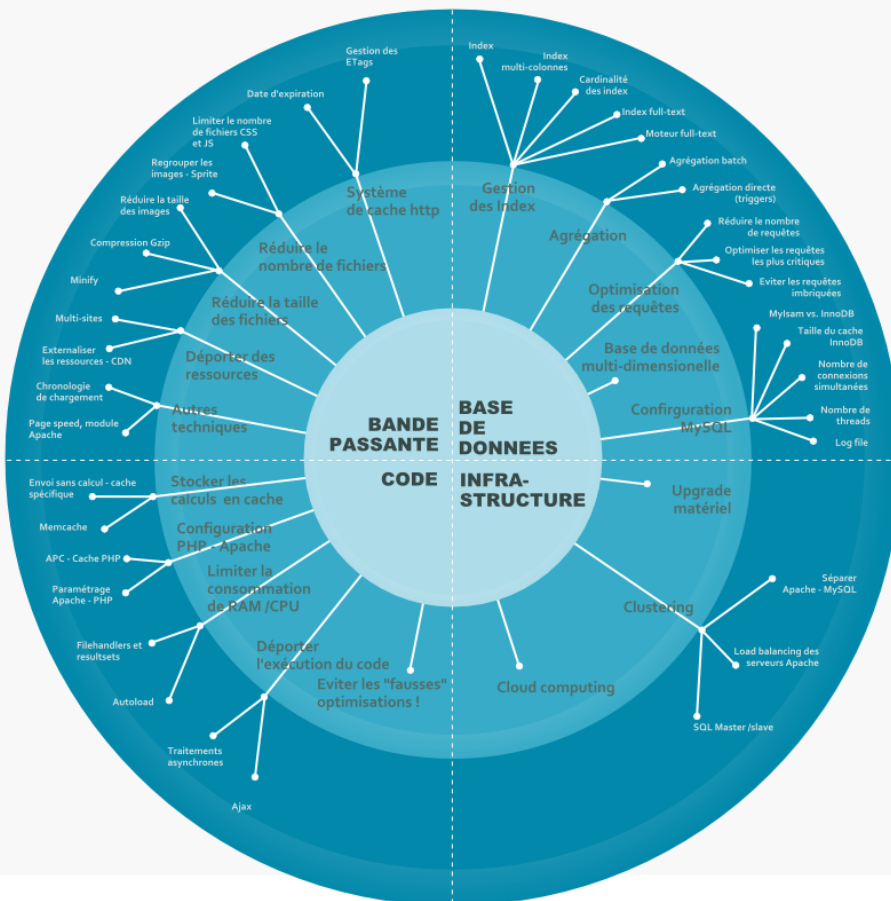 Gestion des
ETags
Date d'expiration
Limiter le nombre
de fichiers CSS
et JS
Regrouper les
images - Sprite
Réduire la taille
des images
Compression Gzip
Minify
Multi-sites
Externaliser
les ressources - CDN
Chronologie
de chargement
Page speed, module
Apache
Système
de cache http
Réduire le
nombre de fichiers
Réduire la taille
des fichiers
Déporter des
ressources
Autres
techniques
BANDE
PASSANTE
Index
Index
multi-colonnes
Cardinalité
des index
Index full-text
Moteur full-text
Agrégation batch
Agrégation directe
(triggers)
Réduire le nombre
de requêtes
Optimiser les requêtes
les plus critiques
Eviter les requêtes
imbriquées
MyIsam vs. InnoDB
Taille du cache
InnoDB
Nombre de
connexions
simultanées
Nombre de
threads
Log file
Gestion
des Index
Agrégation
Optimisation
des requêtes
Base de données
multi-dimensionelle
Confirguration
MySQL
BASE
DE
DONNEES
CODE
Stocker les
calculs en cache
Configuration
PHP - Apache
Limiter la
consommation
de RAM /CPU
Déporter
l'exécution du code
Eviter les "fausses"
optimisations !
Envoi sans calcul - cache
spécifique
Memcache
APC - Cache PHP
Paramétrage
Apache - PHP
Filehandlers et
resultsets
Autoload
Traitements
asynchrones
Ajax
INFRA-
STRUCTURE
Upgrade
matériel
Clustering
Cloud computing
Séparer
Apache - MySQL
Load balancing des
serveurs Apache
SQL Master /slave